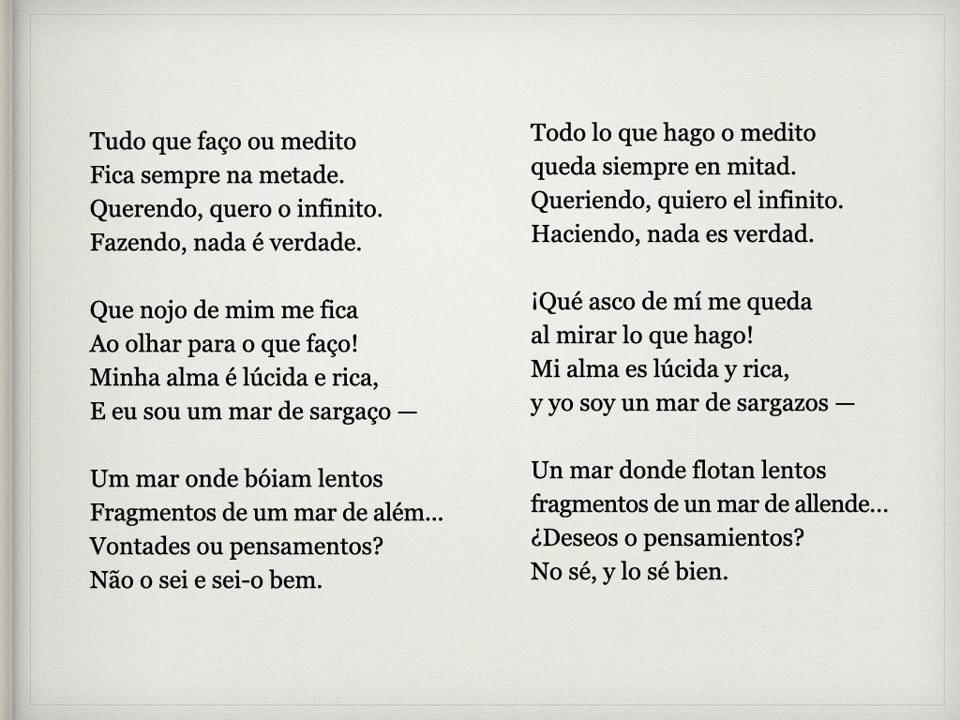 Tudo que faço ou medito
Fica sempre na metade.
Querendo, quero o infinito.
Fazendo, nada é verdade.

Que nojo de mim me fica
Ao olhar para o que faço!
Minha alma é lúcida e rica,
E eu sou um mar de sargaço —

Um mar onde bóiam lentos
Fragmentos de um mar de além...
Vontades ou pensamentos?
Não o sei e sei-o bem.

Todo lo que hago o medito
queda siempre en mitad.
Queriendo, quiero el infinito.
Haciendo, nada es verdad.

¡Qué asco de mí me queda
al mirar lo que hago!
Mi alma es lúcida y rica,
y yo soy un mar de sargazos —

Un mar donde flotan lentos
fragmentos de un mar de allende...
¿Deseos o pensamientos?
No sé, y lo sé bien.